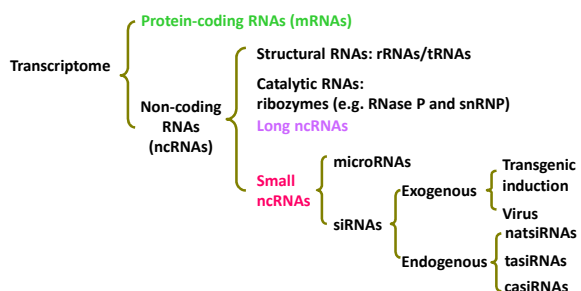 Protein-coding RNAs (mRNAs)
Transcriptome
Non-coding
RNAs
(ncRNAs)
Structural RNAs: rRNAs/tRNAs
Catalytic RNAs:
ribozymes (e.g. RNase P and snRNP)
Long ncRNAs
Small
ncRNAs
microRNAs
siRNAs
Exogenous
Transgenic
induction
Virus
Endogenous
natsiRNAs
tasiRNAs
casiRNAs